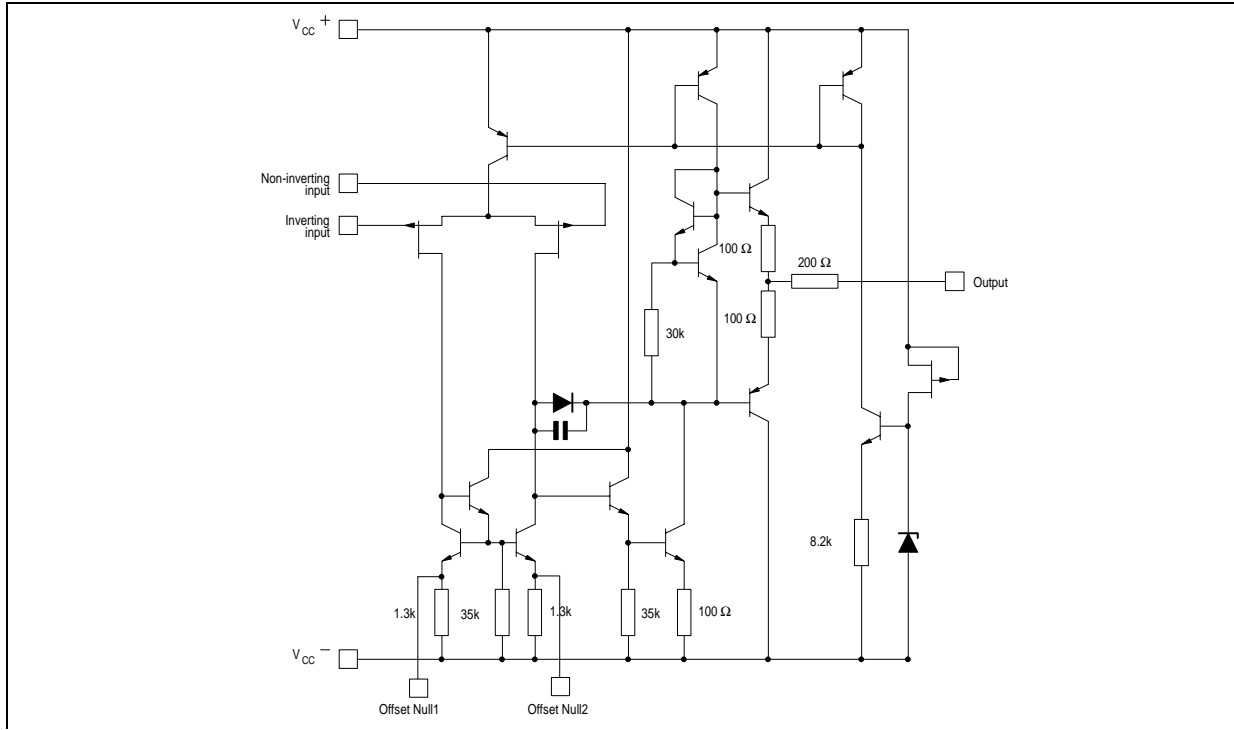 V CC +
Non-inverting
input
Inverting
input
100 Ω
200 Ω
Output
100 Ω
30k
8.2k
1.3k
35k
1.3k
35k
100 Ω
V CC −
Offset Null1
Offset Null2